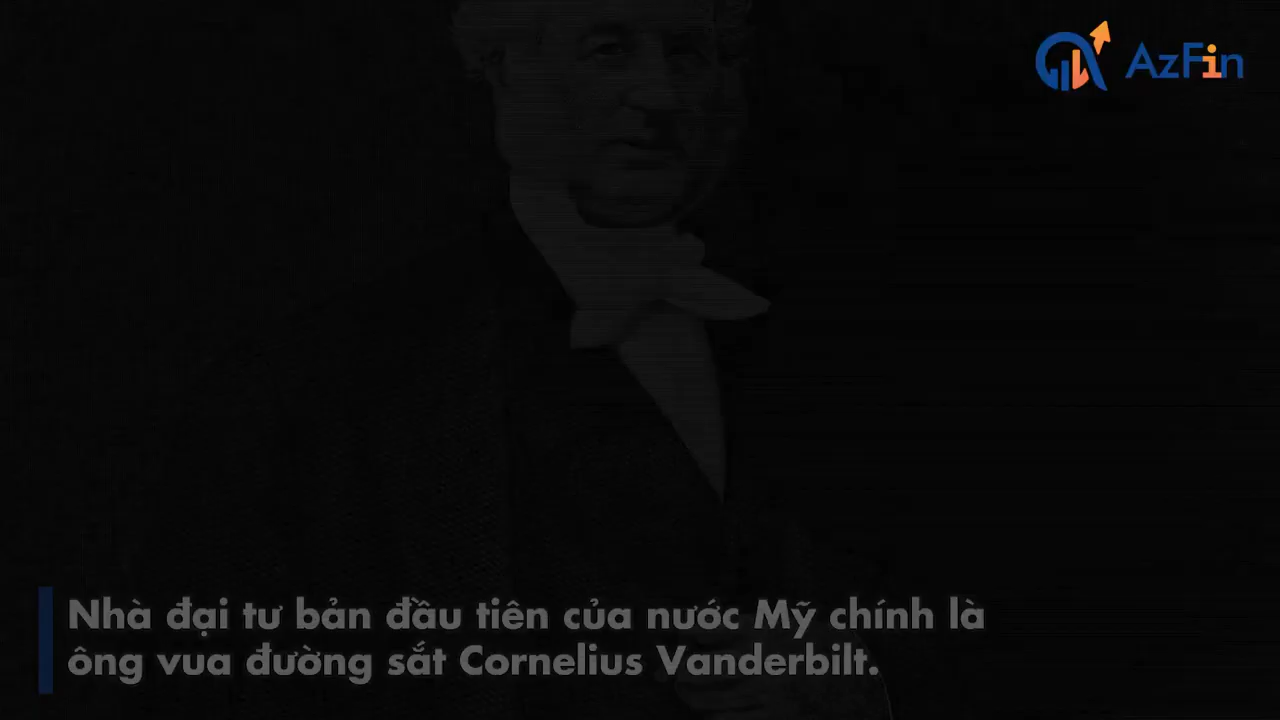 AzFin
Nhà đại tư bản đầu tiên của nước Mỹ chính là
ông vua đường sắt Cornelius Vanderbilt.